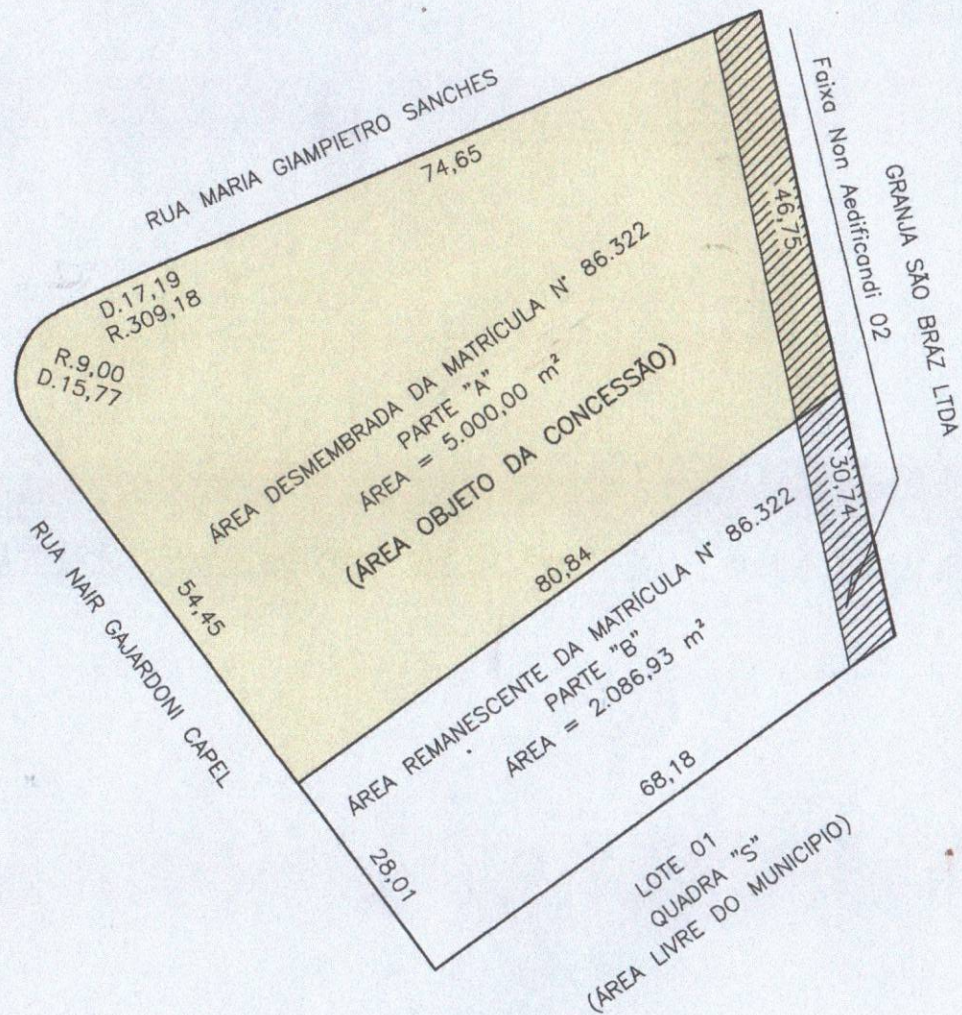 RUA MARIA GIAMPIETRO SANCHES
74,65
Faixa Non Aedificandi 02
GRANJA SÃO BRÁZ LTDA
46,75
D.17,19
R.309,18
R.9,00
D.15,77
ÁREA DESMEMBRADA DA MATRÍCULA N° 86.322
PARTE "A"
ÁREA = 5.000,00 m²
(ÁREA OBJETO DA CONCESSÃO)
30,74
RUA NAIR GAJARDONI CAPEL
54,45
80,84
ÁREA REMANESCENTE DA MATRÍCULA N° 86.322
PARTE "B"
ÁREA = 2.086,93 m²
68,18
28,01
LOTE 01
QUADRA "S"
(ÁREA LIVRE DO MUNICIPIO)